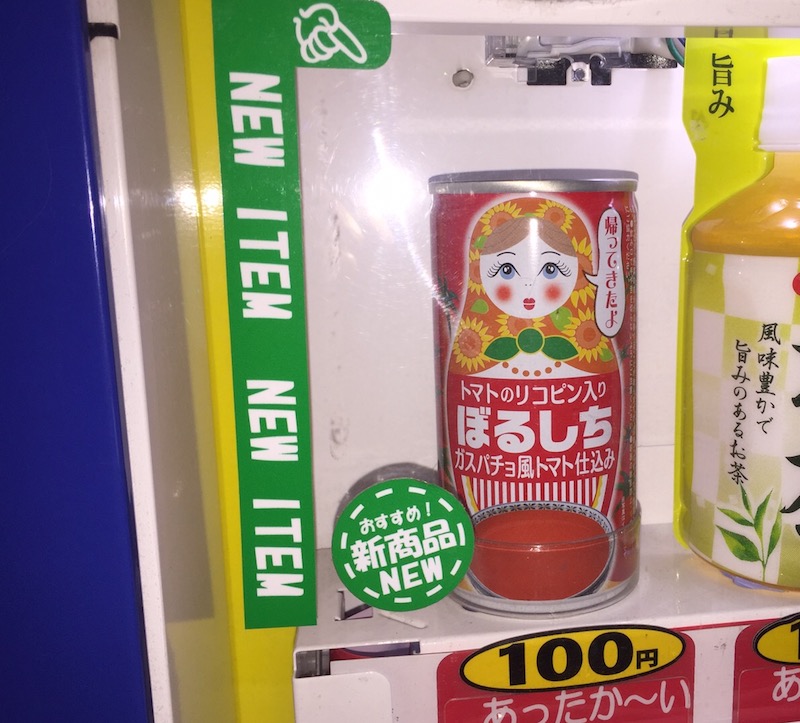 NEW ITEM NEW ITEM
帰ってきたよ
トマトのリコピン入り
ぼるしち
ガスパチョ風トマト仕込み
おすすめ!
新商品
NEW
100円
あったか〜い
旨み
風味豊かで
旨みのあるお茶
1
あ